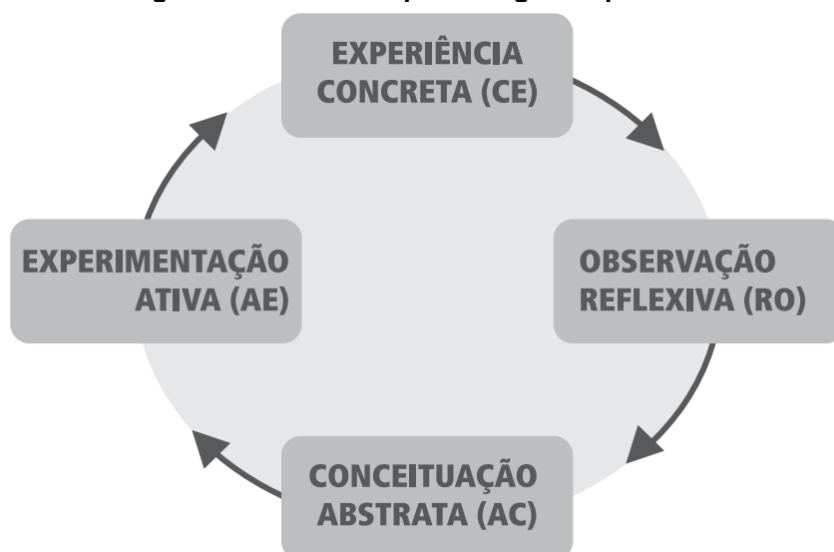 EXPERIÊNCIA
CONCRETA (CE)
EXPERIMENTAÇÃO
ATIVA (AE)
OBSERVAÇÃO
REFLEXIVA (RO)
CONCEITUAÇÃO
ABSTRATA (AC)